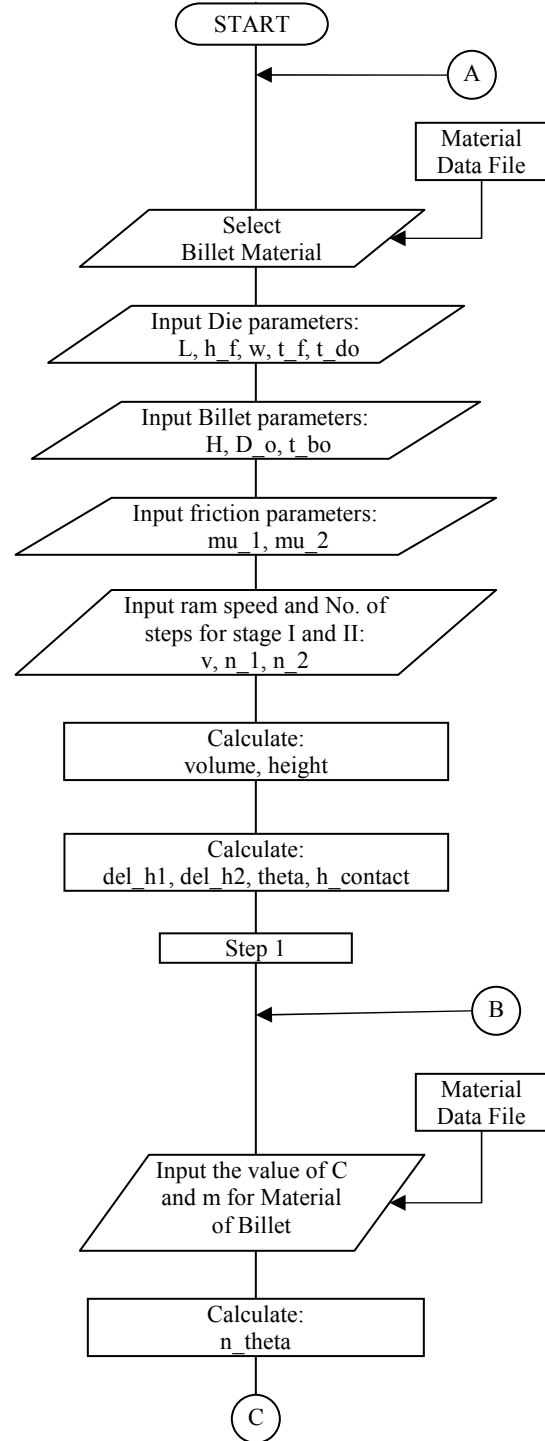 START
A
Material
Data File
Select
Billet Material
Input Die parameters:
L, h_f, w, t_f, t_do
Input Billet parameters:
H, D_o, t_bo
Input friction parameters:
mu_1, mu_2
Input ram speed and No. of
steps for stage I and II:
v, n_1, n_2
Calculate:
volume, height
Calculate:
del_h1, del_h2, theta, h_contact
Step 1
B
Material
Data File
Input the value of C
and m for Material
of Billet
Calculate:
n_theta
C